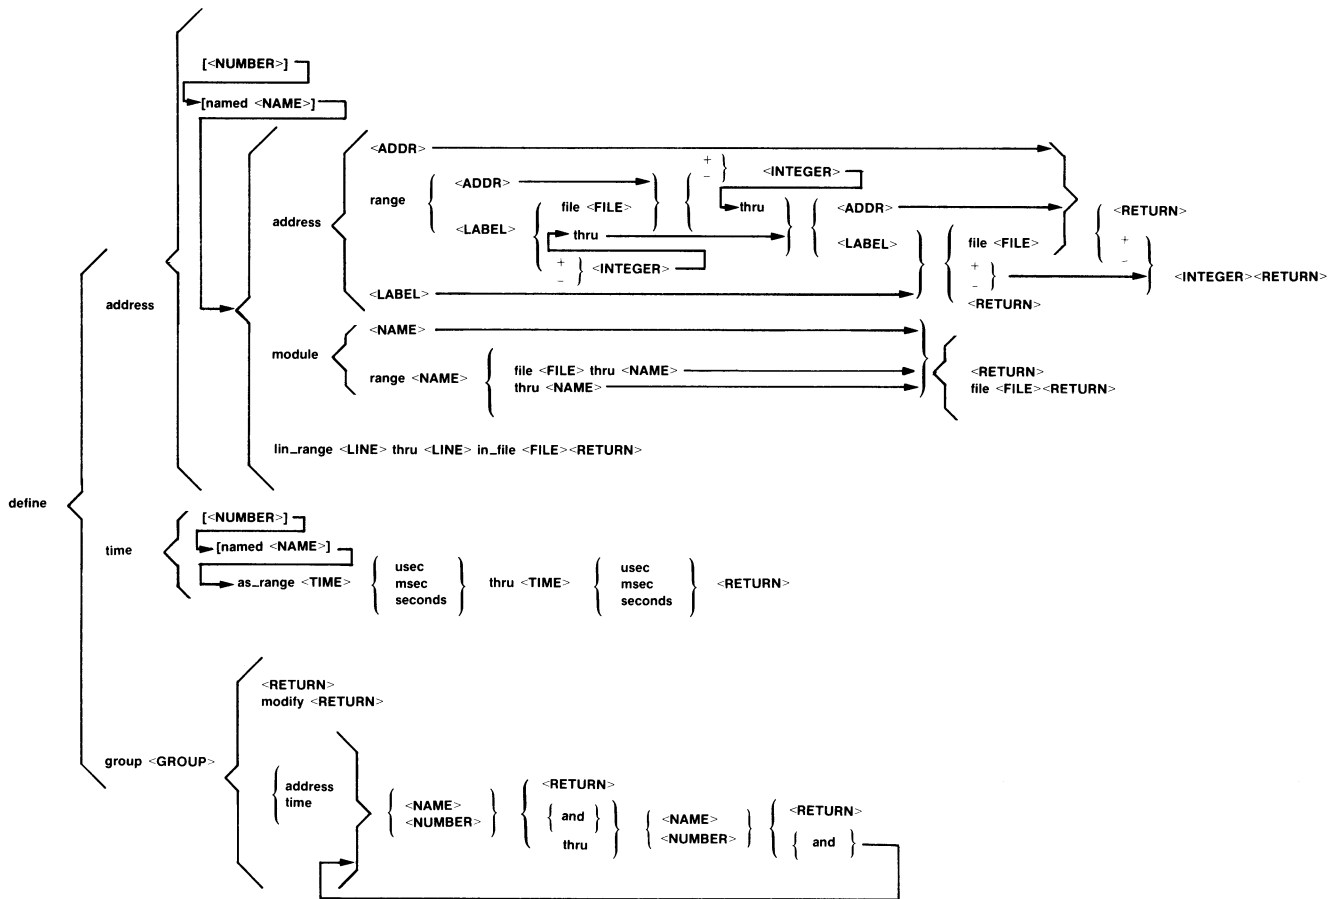 [<NUMBER>]
[named <NAME>]
<ADDR>
+
-
<INTEGER>
range
<ADDR>
file <FILE>
thru
<ADDR>
<RETURN>
address
<LABEL>
thru
<LABEL>
file <FILE>
+
-
+
-
<INTEGER>
+
-
<INTEGER><RETURN>
address
<LABEL>
<RETURN>
<NAME>
module
range <NAME>
file <FILE> thru <NAME>
thru <NAME>
<RETURN>
file <FILE><RETURN>
lin_range <LINE> thru <LINE> in_file <FILE><RETURN>
define
[<NUMBER>]
time
[named <NAME>]
as_range <TIME>
usec
msec
seconds
thru <TIME>
usec
msec
seconds
<RETURN>
<RETURN>
modify <RETURN>
group <GROUP>
address
time
<NAME>
<NUMBER>
<RETURN>
and
thru
<NAME>
<NUMBER>
<RETURN>
and